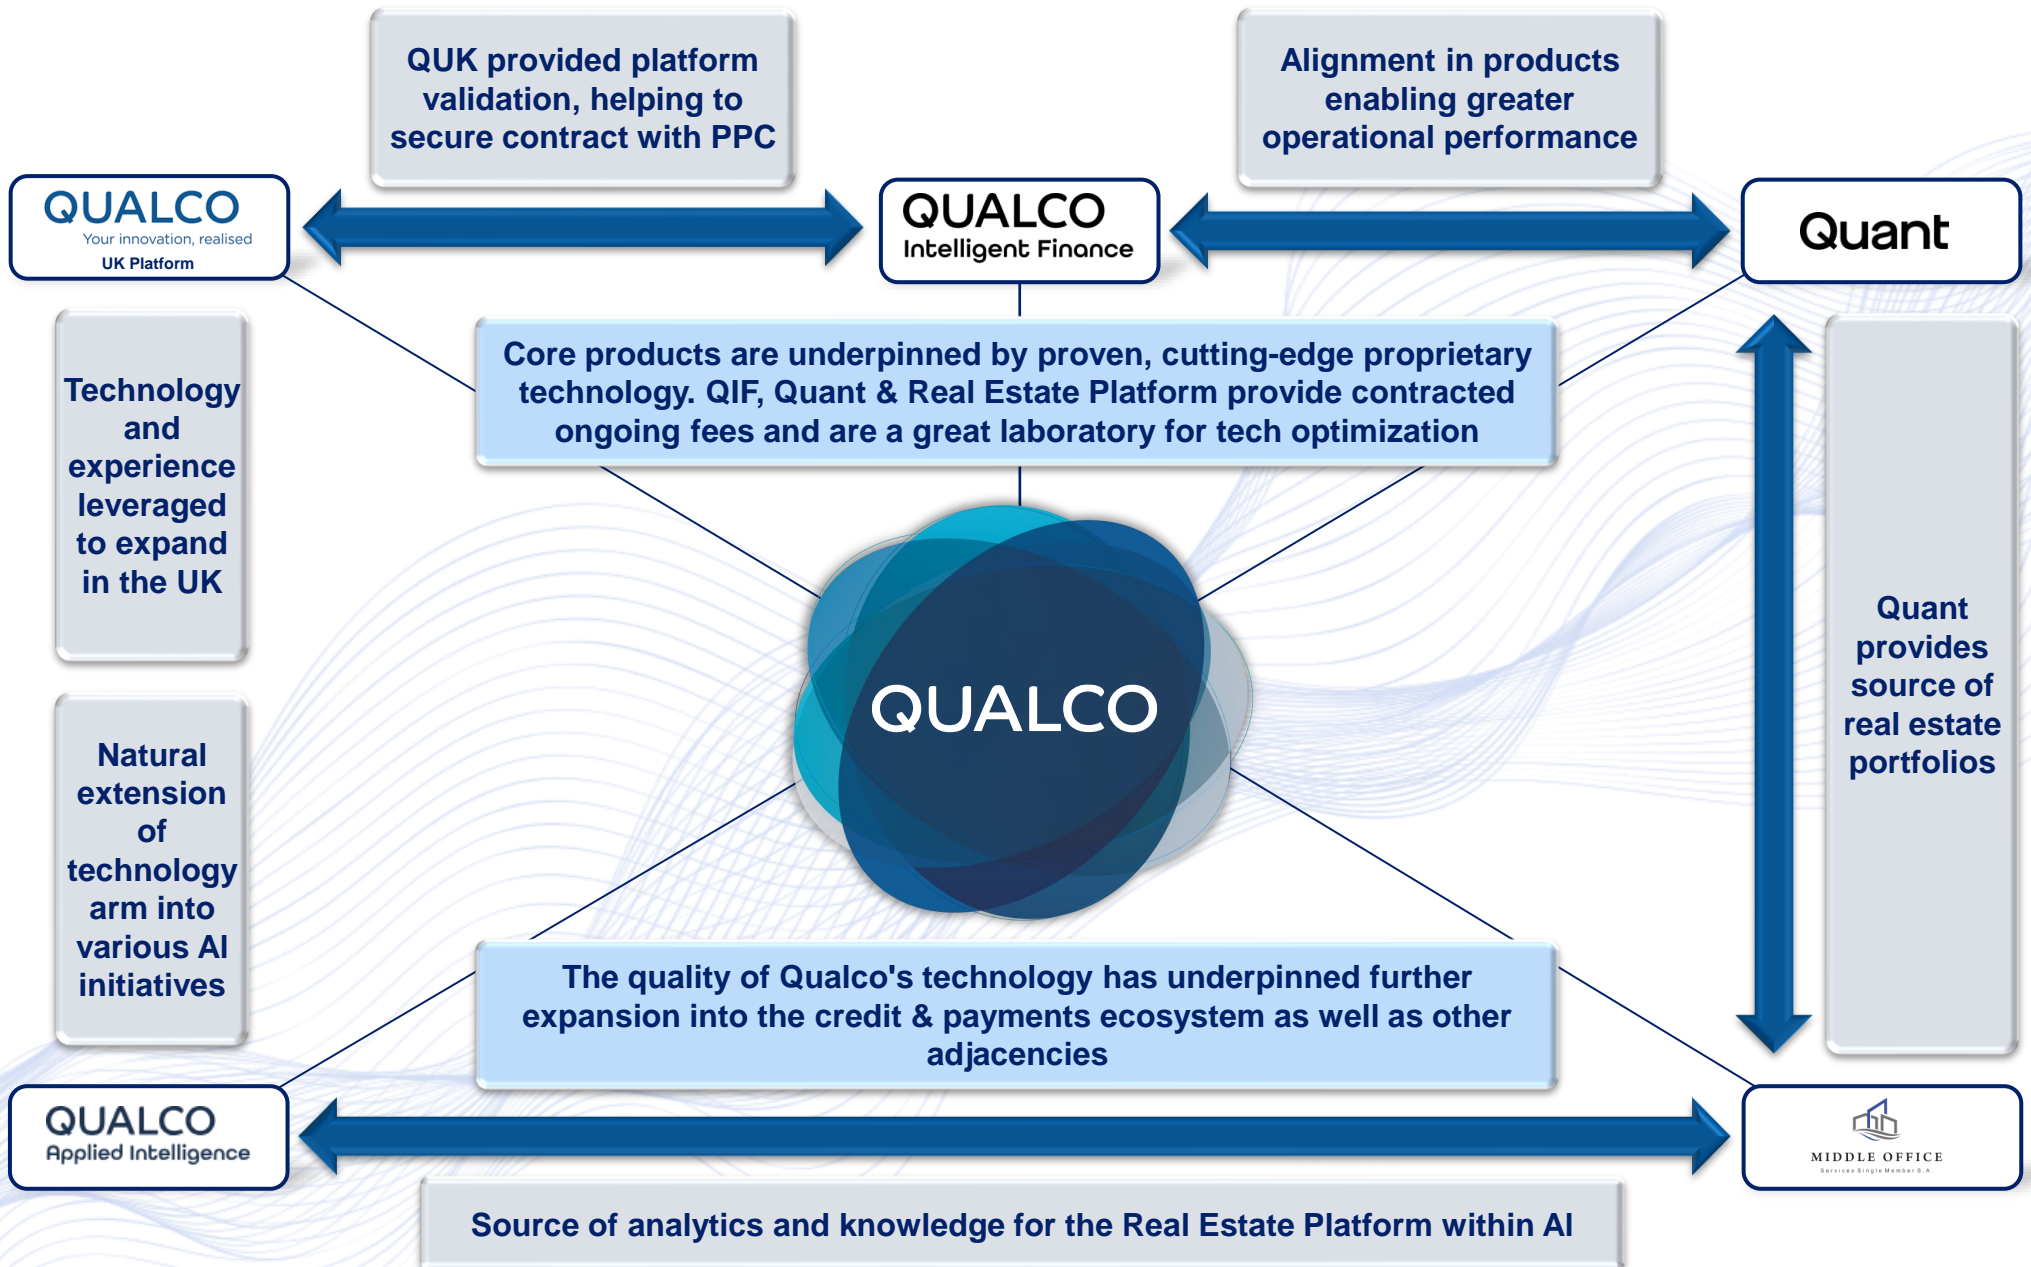 QUK provided platform
validation, helping to
secure contract with PPC
Alignment in products
enabling greater
operational performance
QUALCO
Your innovation, realised
UK Platform
QUALCO
Intelligent Finance
Quant
Core products are underpinned by proven, cutting-edge proprietary
technology. QIF, Quant & Real Estate Platform provide contracted
ongoing fees and are a great laboratory for tech optimization
Technology
and
experience
leveraged
to expand
in the UK
Quant
provides
source of
real estate
portfolios
QUALCO
Natural
extension
of
technology
arm into
various AI
initiatives
The quality of Qualco's technology has underpinned further
expansion into the credit & payments ecosystem as well as other
adjacencies
QUALCO
Applied Intelligence
MIDDLE OFFICE
Services Single Member S.A.
Source of analytics and knowledge for the Real Estate Platform within AI